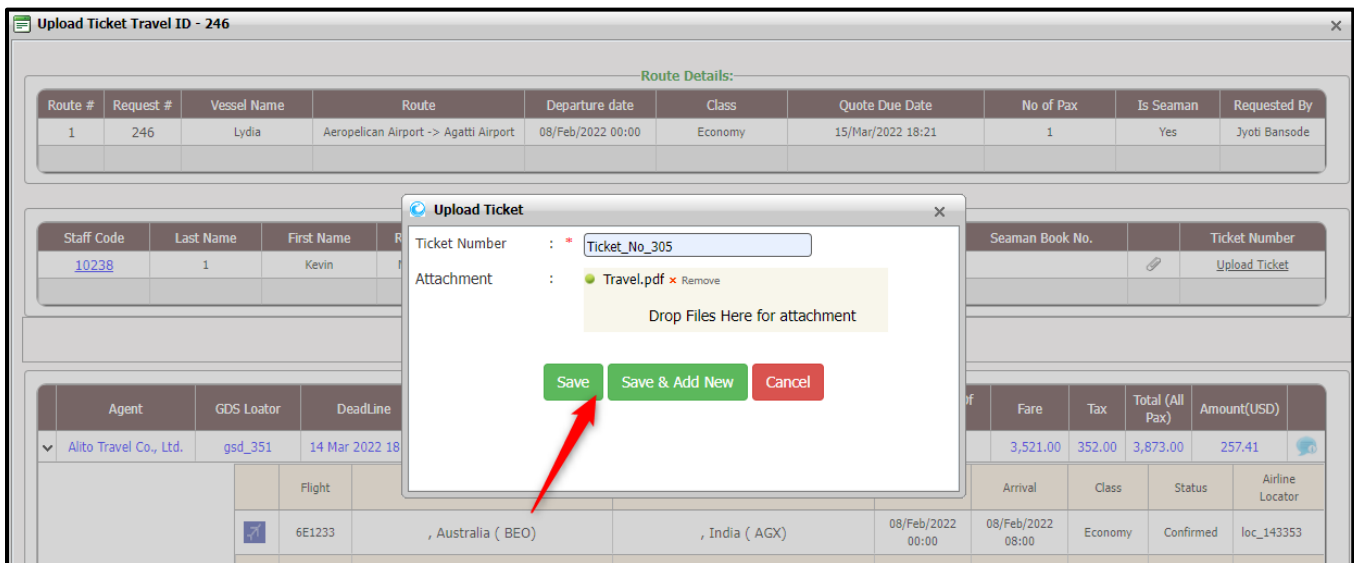 Upload Ticket Travel ID - 246
Route Details:
Route # Request # Vessel Name Route Departure date Class Quote Due Date No of Pax Is Seaman Requested By
1 246 Lydia Aeropelican Airport -> Agatti Airport 08/Feb/2022 00:00 Economy 15/Mar/2022 18:21 1 Yes Jyoti Bansode
Upload Ticket
Staff Code Last Name First Name Seaman Book No. Ticket Number
10238 1 Kevin Upload Ticket
Ticket Number : * Ticket_No_305
Attachment : Travel.pdf x Remove
Drop Files Here for attachment
Save Save & Add New Cancel
Agent GDS Loator DeadLine Fare Tax Total (All Pax) Amount(USD)
Alito Travel Co., Ltd. gsd_351 14 Mar 2022 18 3,521.00 352.00 3,873.00 257.41
Flight Arrival Class Status Airline Locator
6E1233 , Australia ( BEO) , India ( AGX) 08/Feb/2022 00:00 08/Feb/2022 08:00 Economy Confirmed loc_143353